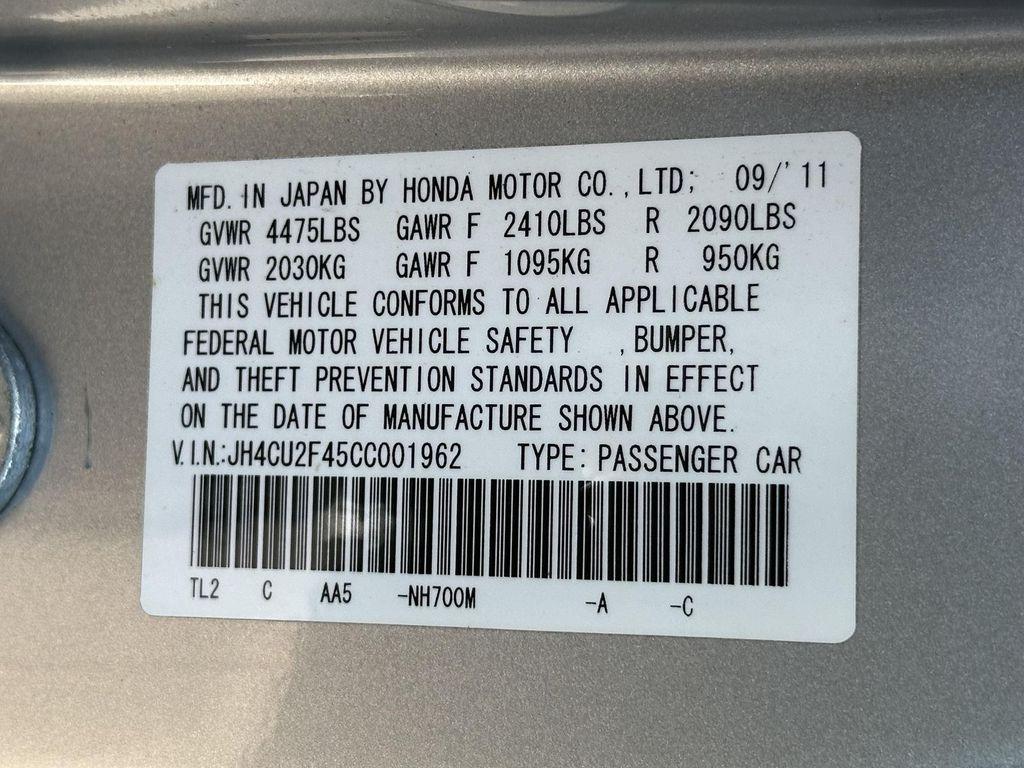 MFD. IN JAPAN BY HONDA MOTOR CO.,LTD; 09/'11
GVWR 4475LBS GAWR F 2410LBS R 2090LBS
GVWR 2030KG GAWR F 1095KG R 950KG
THIS VEHICLE CONFORMS TO ALL APPLICABLE
FEDERAL MOTOR VEHICLE SAFETY ,BUMPER,
AND THEFT PREVENTION STANDARDS IN EFFECT
ON THE DATE OF MANUFACTURE SHOWN ABOVE.
V.I.N.:JH4CU2F45CC001962 TYPE: PASSENGER CAR
TL2 C AA5 -NH700M -A -C